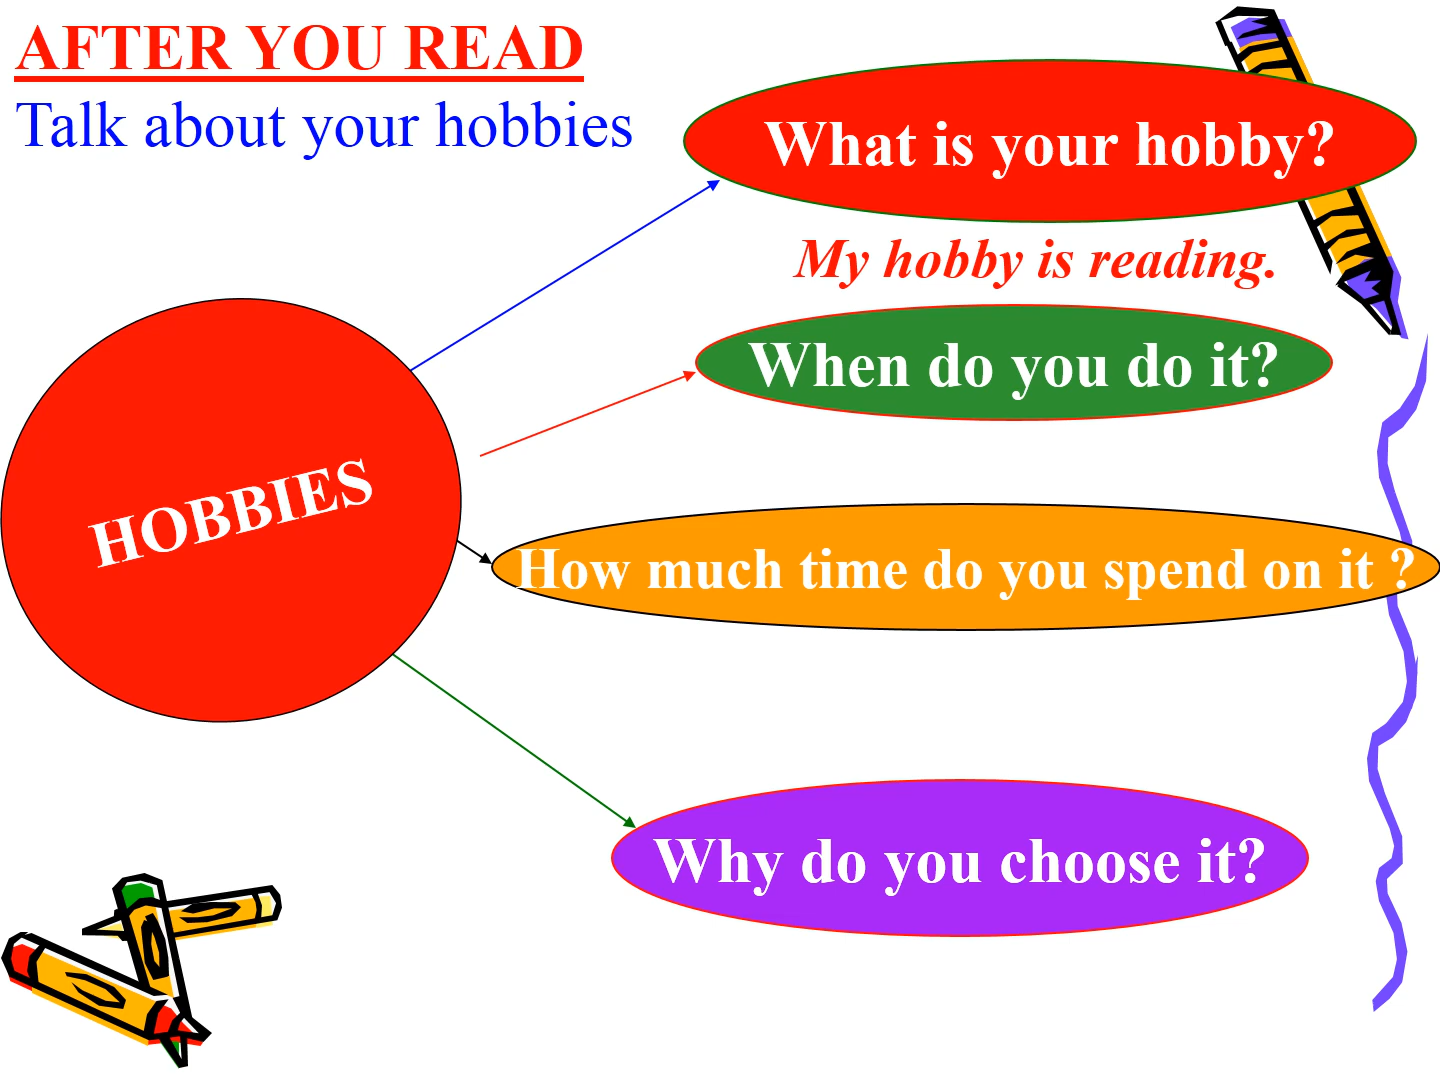 AFTER YOU READ
Talk about your hobbies
What is your hobby?
My hobby is reading.
When do you do it?
HOBBIES
How much time do you spend on it ?
Why do you choose it?